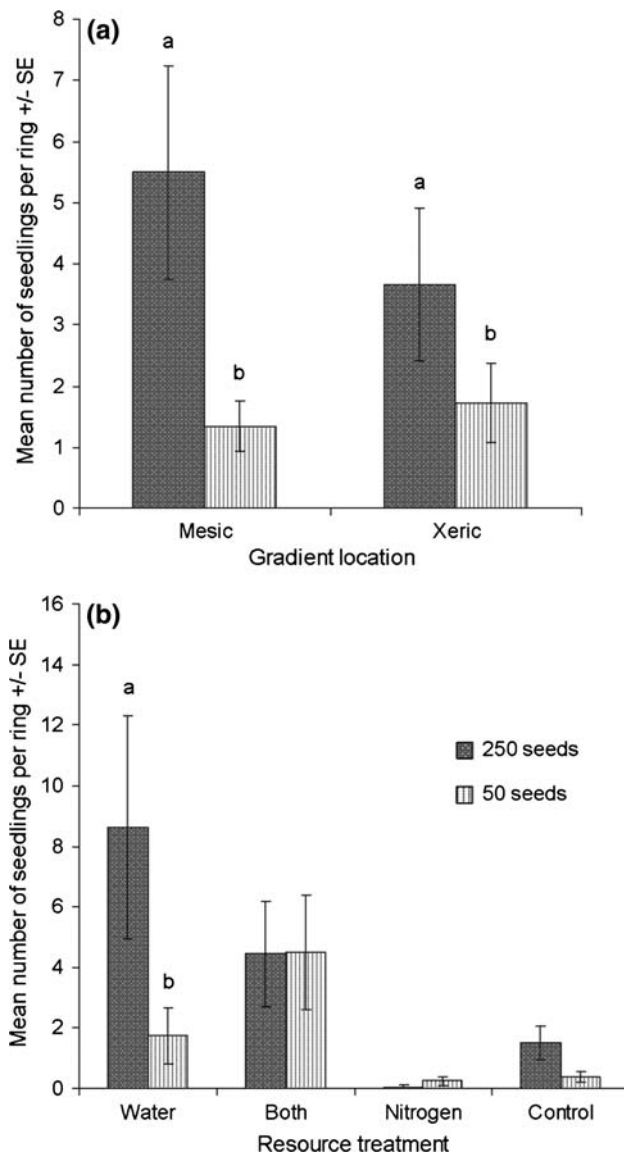 (a)
Mean number of seedlings per ring +/- SE
8
7
6
5
4
3
2
1
0
a
b
a
b
Mesic
Xeric
Gradient location
(b)
Mean number of seedlings per ring +/- SE
16
14
12
10
8
6
4
2
0
a
b
250 seeds
50 seeds
Water
Both
Nitrogen
Control
Resource treatment